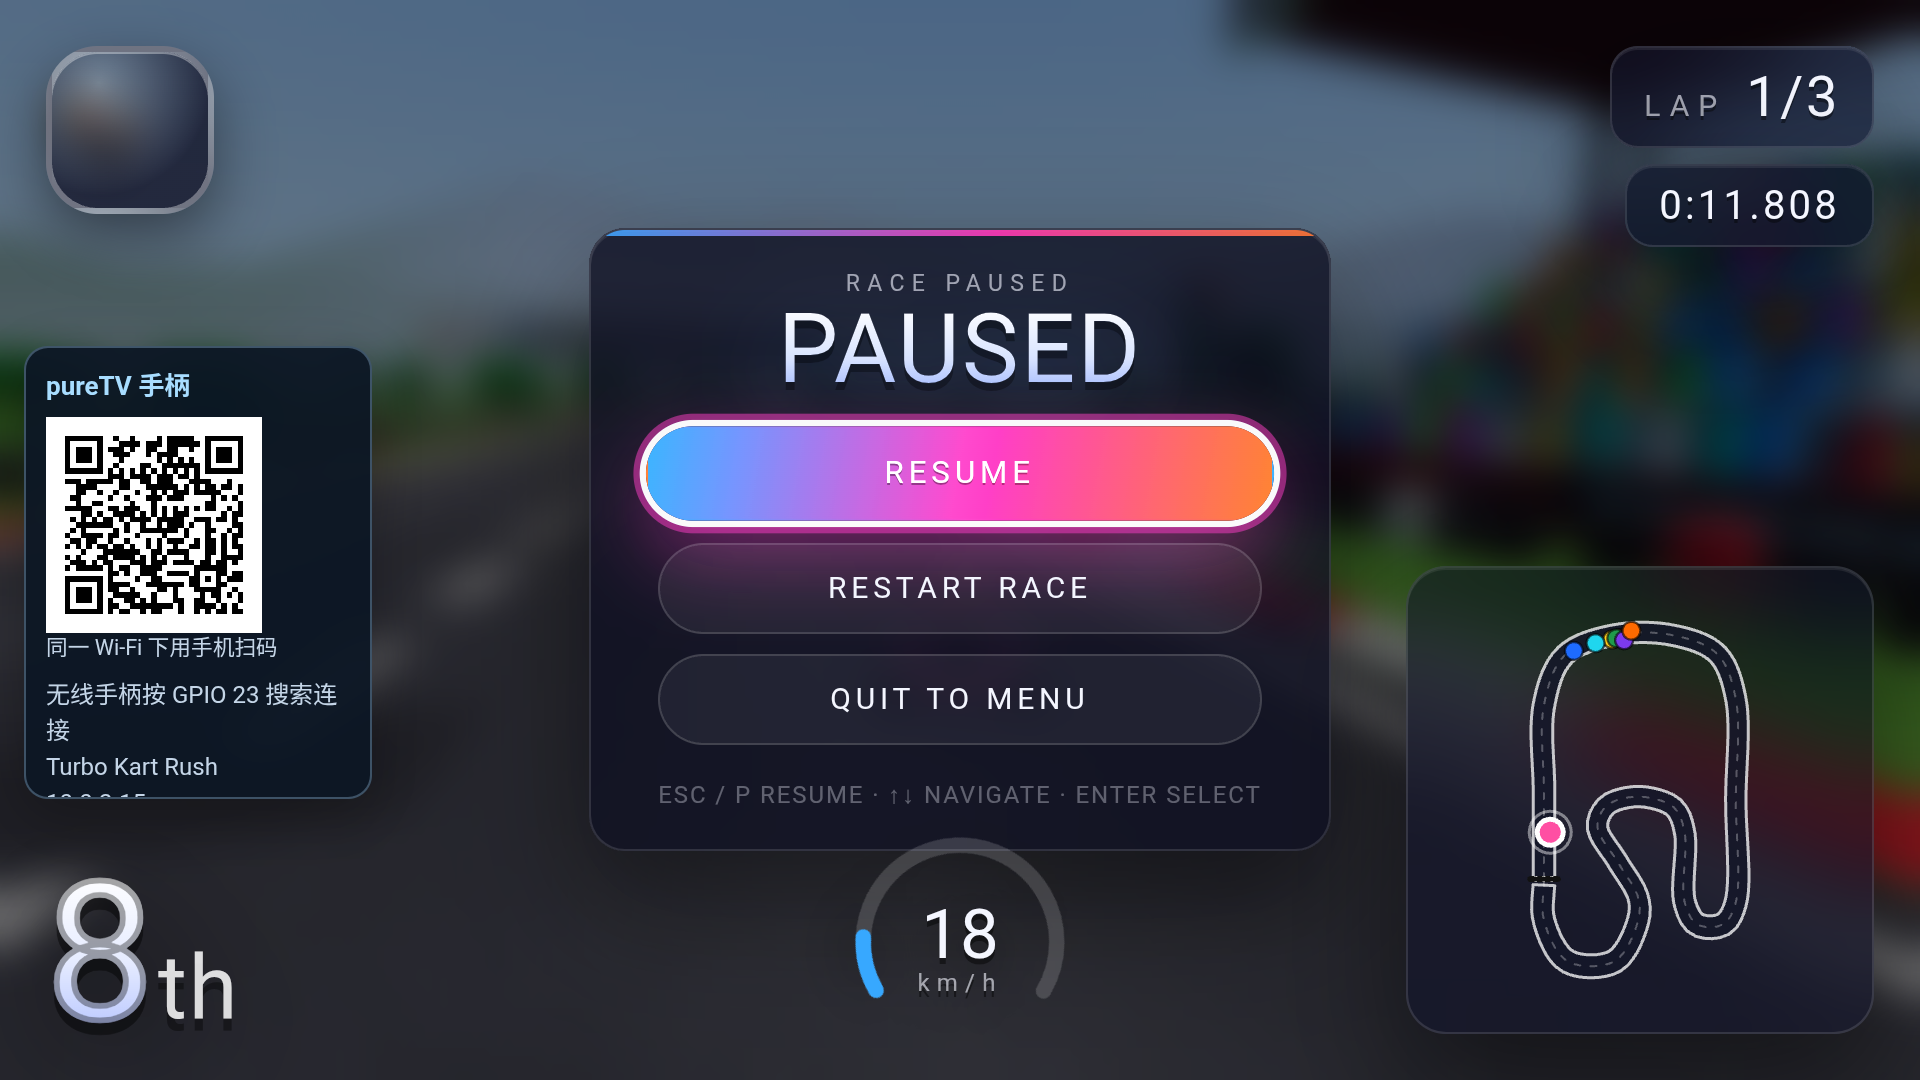 LAP 1/3
0:11.808
RACE PAUSED
PAUSED
RESUME
RESTART RACE
QUIT TO MENU
ESC / P RESUME · ↑↓ NAVIGATE · ENTER SELECT
pureTV 手柄
同一 Wi-Fi 下用手机扫码
无线手柄按 GPIO 23 搜索连
接
Turbo Kart Rush
8th
18
km/h